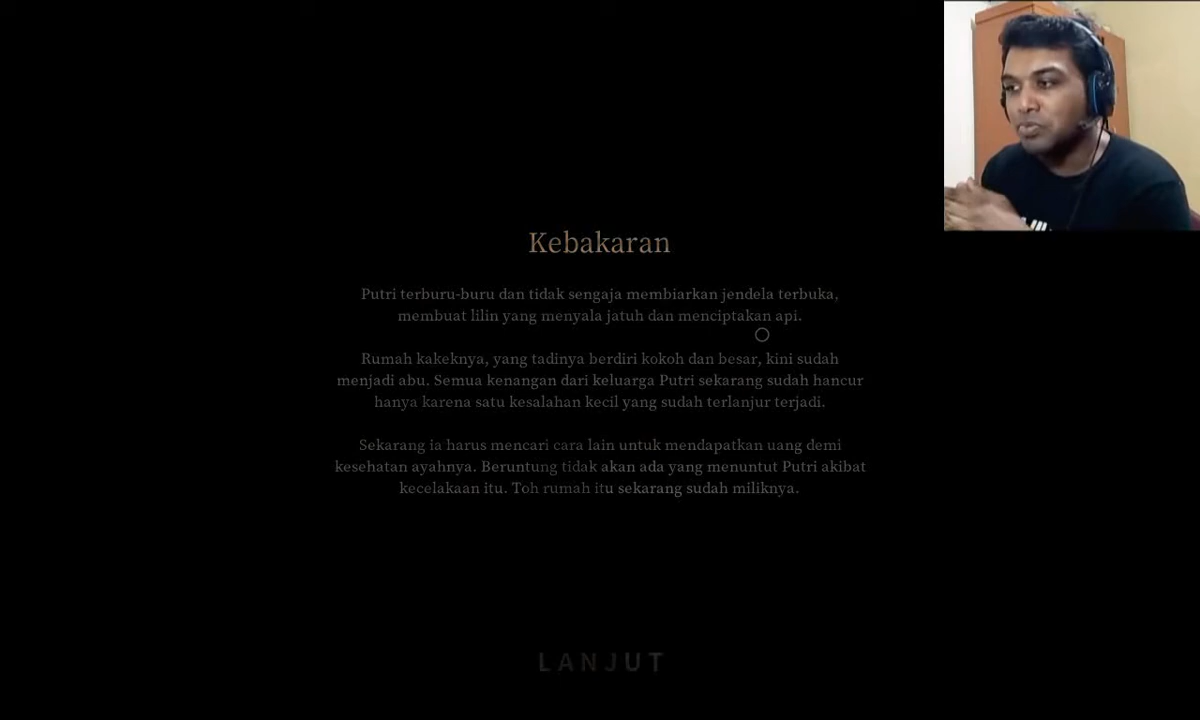 Kebakaran
Putri terburu-buru dan tidak sengaja membiarkan jendela terbuka,
membuat lilin yang menyala jatuh dan menciptakan api.
Rumah kakeknya, yang tadinya berdiri kokoh dan besar, kini sudah
menjadi abu. Semua kenangan dari keluarga Putri sekarang sudah hancur
hanya karena satu kesalahan kecil yang sudah terlanjur terjadi.
Sekarang ia harus mencari cara lain untuk mendapatkan uang demi
kesehatan ayahnya. Beruntung tidak akan ada yang menuntut Putri akibat
kecelakaan itu. Toh rumah itu sekarang sudah miliknya.
LANJUT